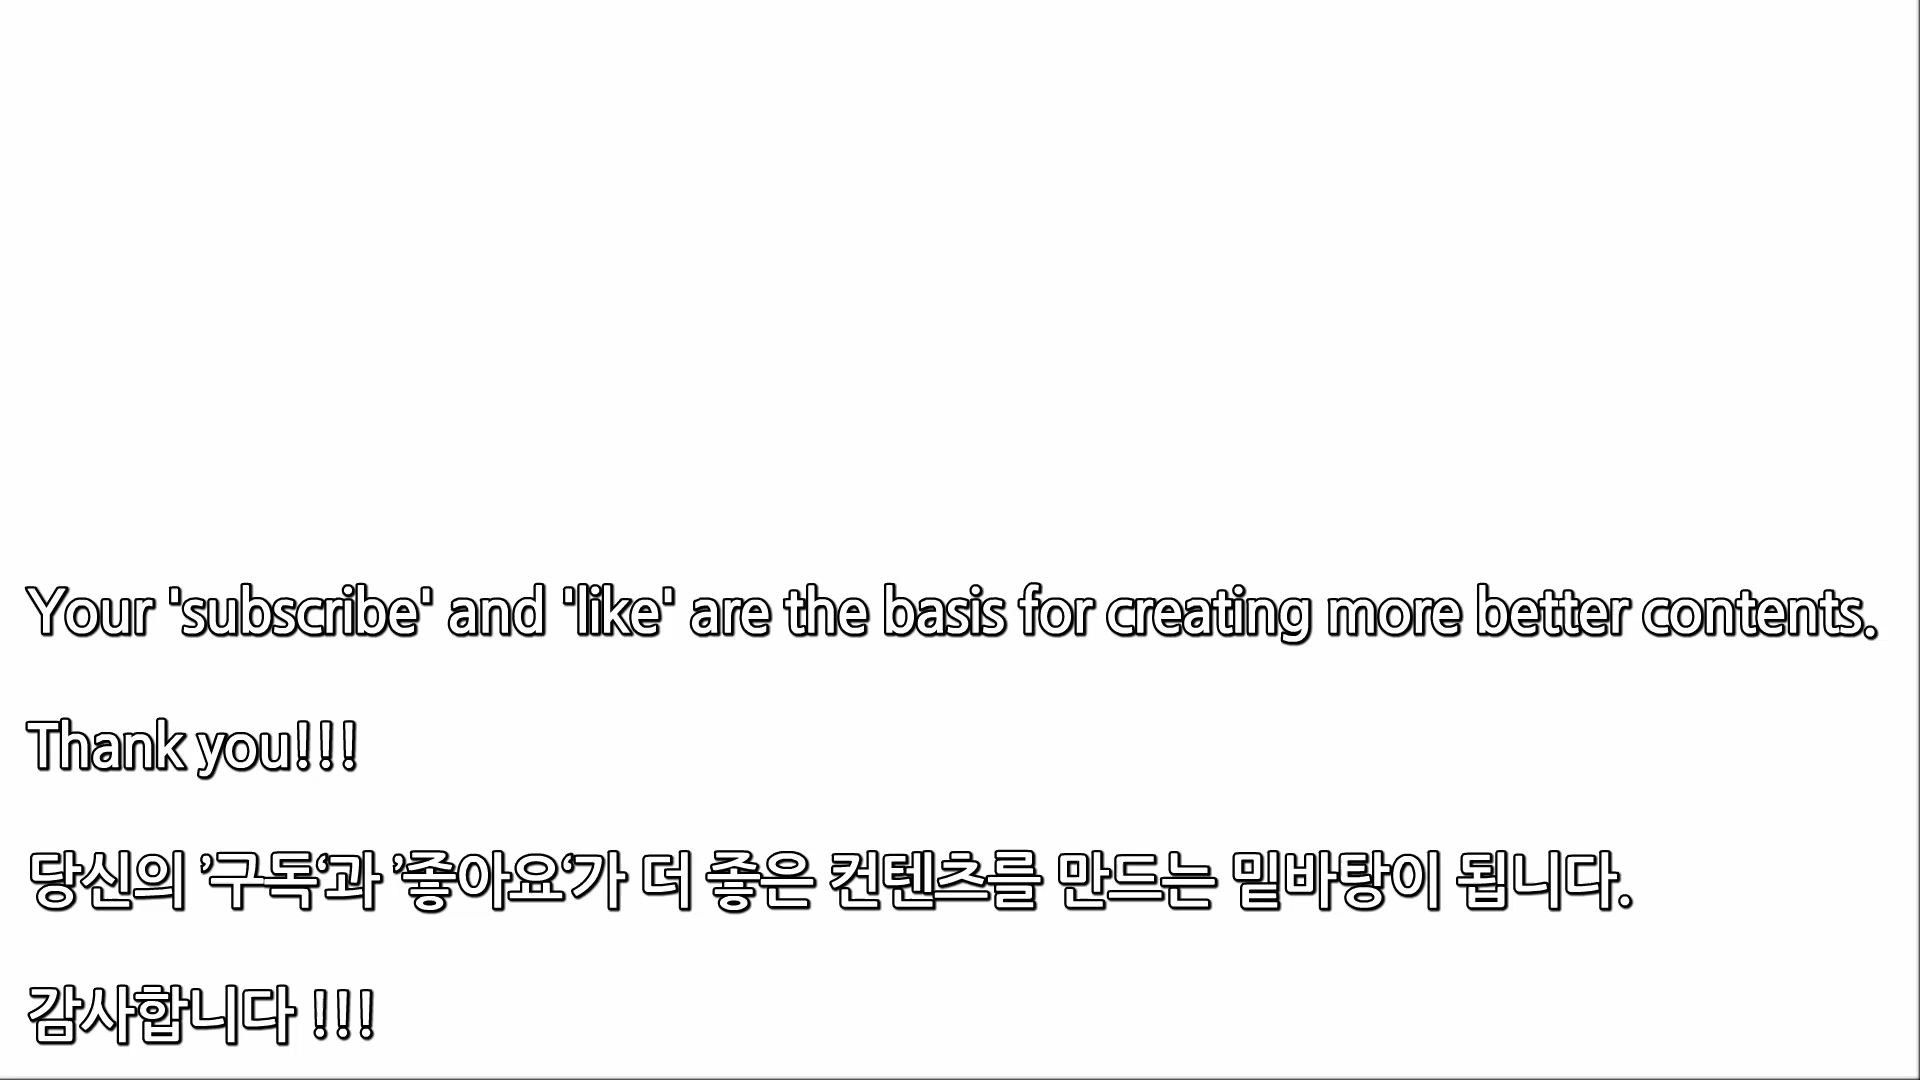 Your 'subscribe' and 'like' are the basis for creating more better contents.
Thank you!!!
당신의 ’구독‘과 ’좋아요‘가 더 좋은 컨텐츠를 만드는 밑바탕이 됩니다.
감사합니다 !!!